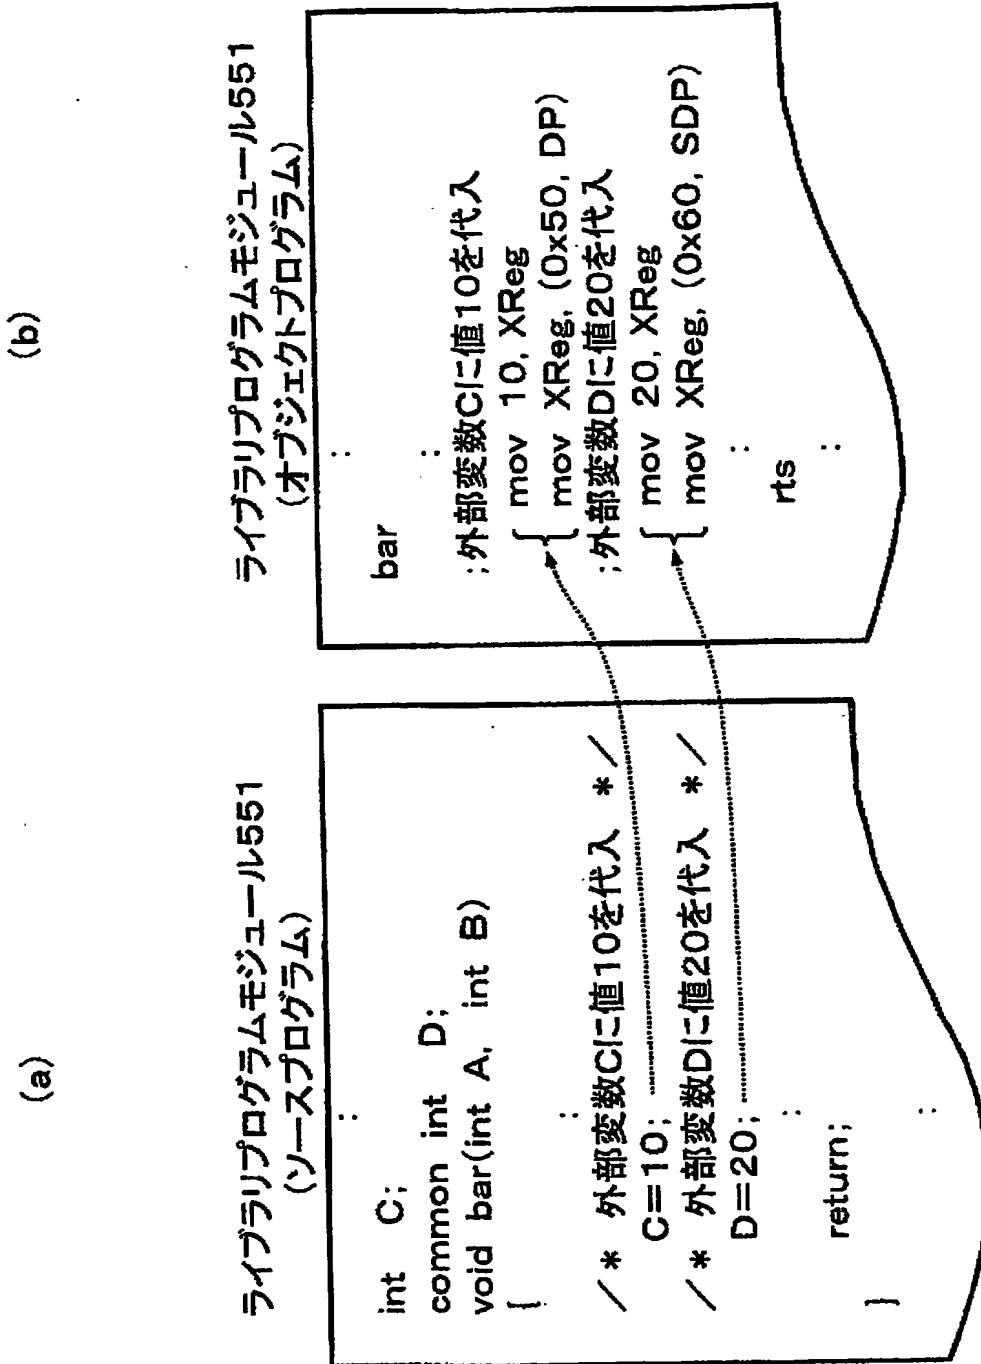 (a)
ライブラリプログラムモジュール551
(ソースプログラム)
:
int C;
common int D;
void bar(int A, int B)
{
:
/* 外部変数Cに値10を代入 */
C=10;
/* 外部変数Dに値20を代入 */
D=20;
:
return;
:
}
(b)
ライブラリプログラムモジュール551
(オブジェクトプログラム)
:
bar
:
;外部変数Cに値10を代入
mov 10, XReg
mov XReg, (0x50, DP)
;外部変数Dに値20を代入
mov 20, XReg
mov XReg, (0x60, SDP)
:
rts
: